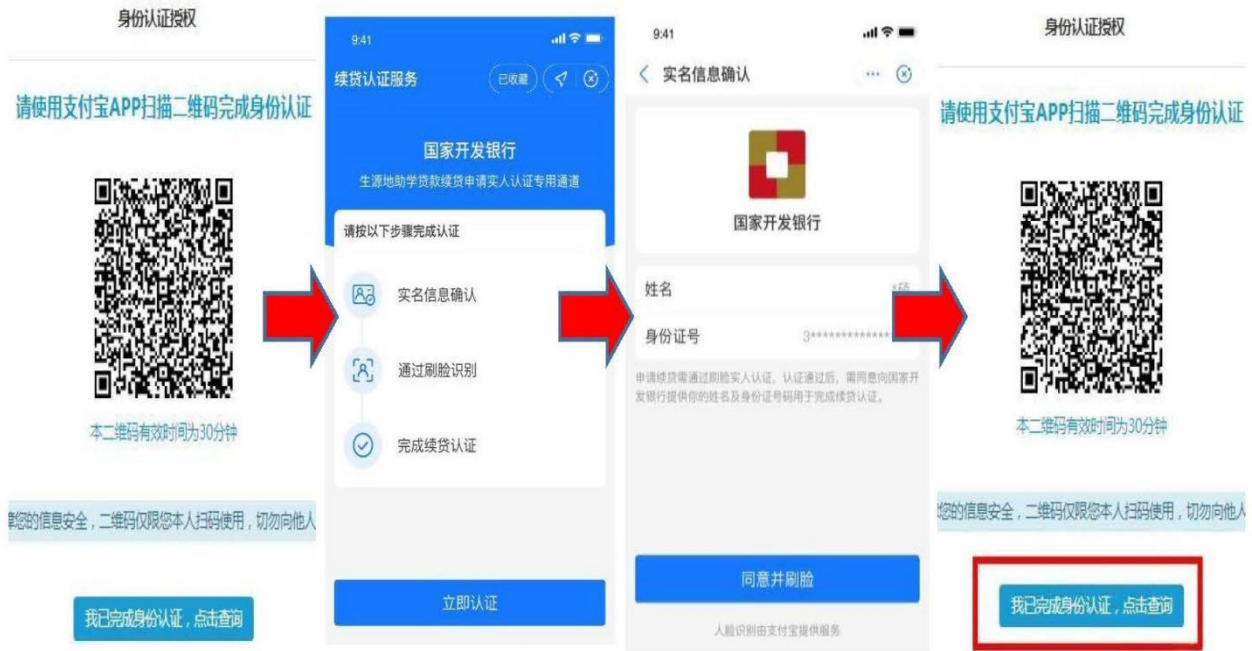 身份认证授权
请使用支付宝APP扫描二维码完成身份认证
本二维码有效时间为30分钟
您的信息安全，二维码仅限您本人扫码使用，切勿向他人
我已完成身份认证，点击查询
9:41
续贷认证服务
已收藏
国家开发银行
生源地助学贷款续贷申请实人认证专用通道
请按以下步骤完成认证
实名信息确认
通过刷脸识别
完成续贷认证
立即认证
9:41
实名信息确认
国家开发银行
姓名
身份证号 3**************
申请续贷需通过刷脸实人认证，认证通过后，需同意向国家开
发银行提供你的姓名及身份证号码用于完成续贷认证。
同意并刷脸
人脸识别由支付宝提供服务
身份认证授权
请使用支付宝APP扫描二维码完成身份认证
本二维码有效时间为30分钟
您的信息安全，二维码仅限您本人扫码使用，切勿向他人
我已完成身份认证，点击查询